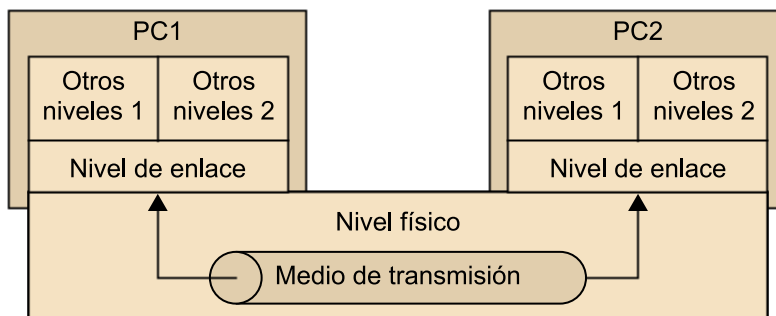 PC1
PC2
Otros
niveles 1
Otros
niveles 2
Otros
niveles 1
Otros
niveles 2
Nivel de enlace
Nivel de enlace
Nivel físico
Medio de transmisión